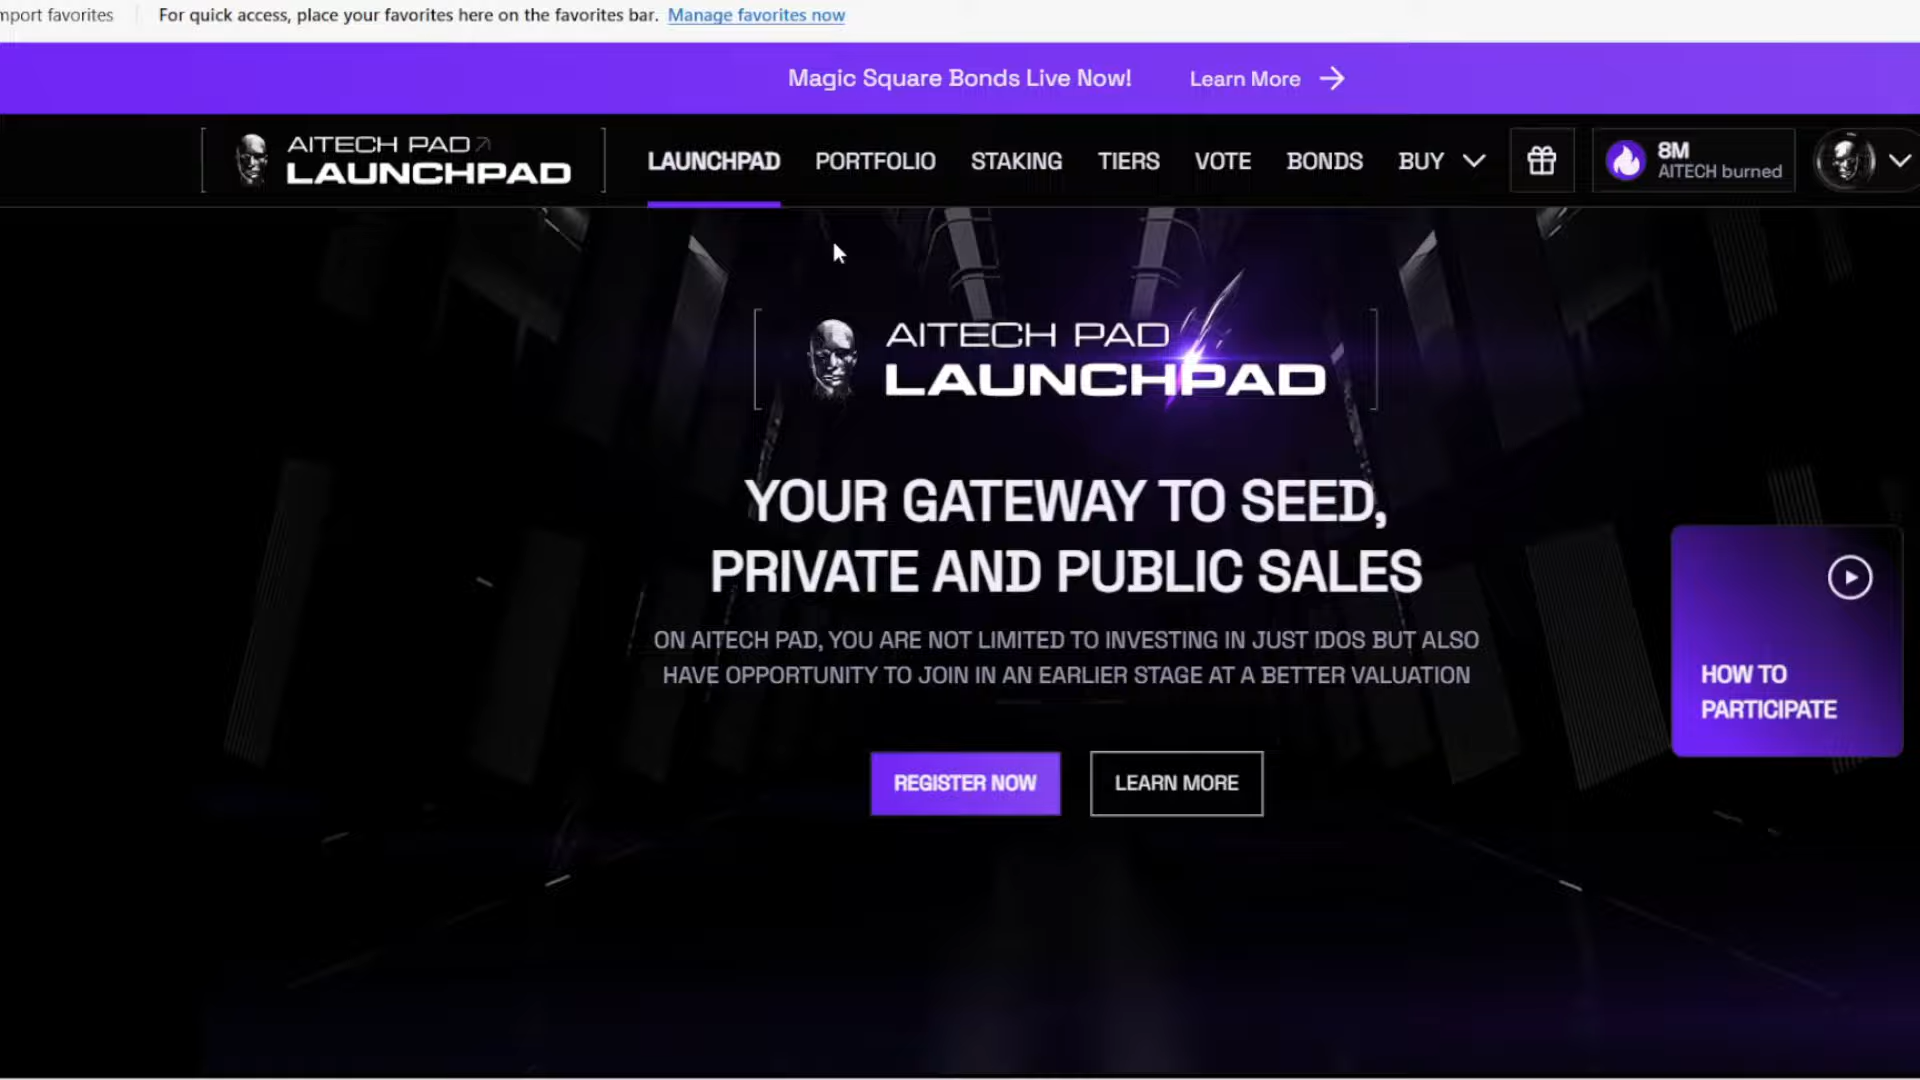 mport favorites For quick access, place your favorites here on the favorites bar. Manage favorites now
Magic Square Bonds Live Now! Learn More
AITECH PAD
LAUNCHPAD
LAUNCHPAD PORTFOLIO STAKING TIERS VOTE BONDS BUY
8M
AITECH burned
AITECH PAD
LAUNCHPAD
YOUR GATEWAY TO SEED,
PRIVATE AND PUBLIC SALES
ON AITECH PAD, YOU ARE NOT LIMITED TO INVESTING IN JUST IDOS BUT ALSO
HAVE OPPORTUNITY TO JOIN IN AN EARLIER STAGE AT A BETTER VALUATION
HOW TO
PARTICIPATE
REGISTER NOW LEARN MORE